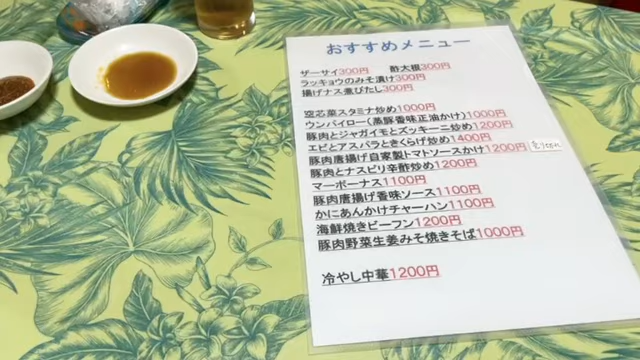 おすすめメニュー
ザーサイ300円 酢大根300円
ラッキョウのみそ漬け300円
揚げナス煮びたし300円
空芯菜スタミナ炒め1000円
ウンパイロー(蒸豚香味正油かけ)1000円
豚肉とジャガイモとズッキーニ炒め1200円
エビとアスパラときくらげ炒め1400円
豚肉唐揚げ自家製トマトソースかけ1200円
豚肉とナスピリ辛酢炒め1200円
マーボーナス1100円
豚肉唐揚げ香味ソース1100円
かにあんかけチャーハン1100円
海鮮焼きビーフン1200円
豚肉野菜生姜みそ焼きそば1000円
冷やし中華1200円